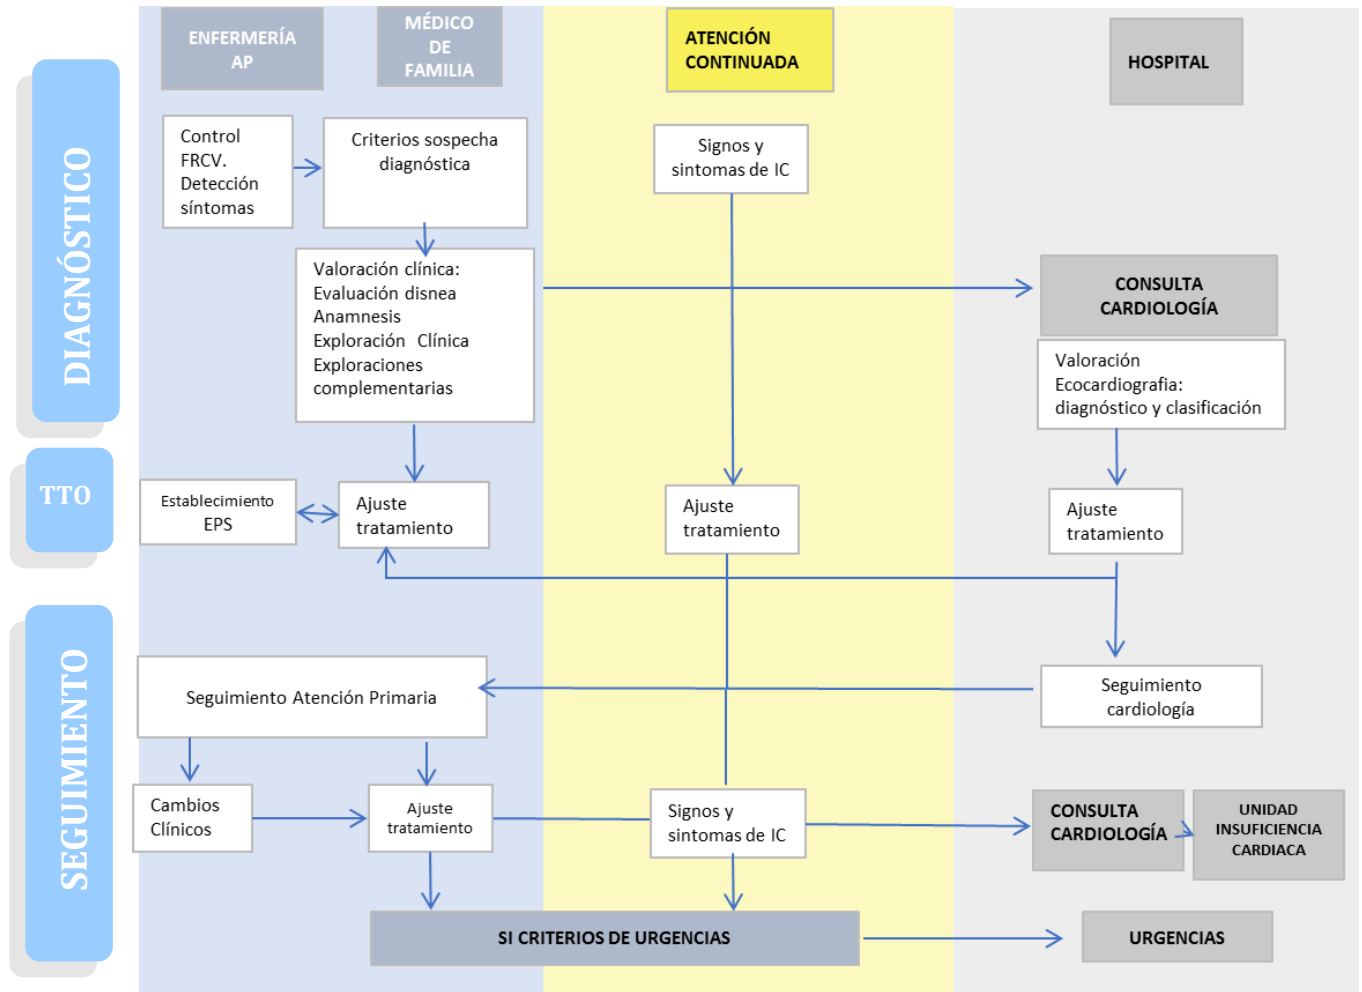 ENFERMERÍA
AP
MÉDICO
DE
FAMILIA
ATENCIÓN
CONTINUADA
HOSPITAL
DIAGNÓSTICO
Control
FRCV.
Detección
síntomas
Criterios sospecha
diagnóstica
Signos y
sintomas de IC
Valoración clínica:
Evaluación disnea
Anamnesis
Exploración Clínica
Exploraciones
complementarias
CONSULTA
CARDIOLOGÍA
Valoración
Ecocardiografia:
diagnóstico y clasificación
TTO
Establecimiento
EPS
Ajuste
tratamiento
Ajuste
tratamiento
Ajuste
tratamiento
SEGUIMIENTO
Seguimiento Atención Primaria
Seguimiento
cardiología
Cambios
Clínicos
Ajuste
tratamiento
Signos y
sintomas de IC
CONSULTA
CARDIOLOGÍA
UNIDAD
INSUFICIENCIA
CARDIACA
SI CRITERIOS DE URGENCIAS
URGENCIAS